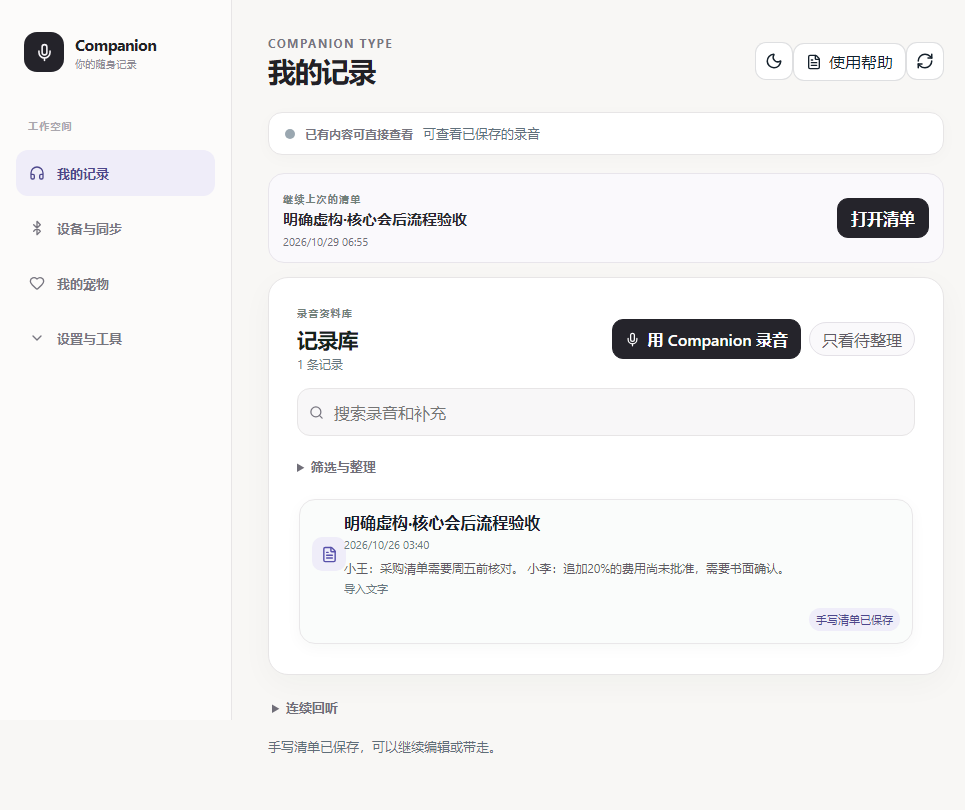 Companion
你的随身记录
工作空间
我的记录
设备与同步
我的宠物
设置与工具
COMPANION TYPE
我的记录
使用帮助
已有内容可直接查看 可查看已保存的录音
继续上次的清单
明确虚构·核心会后流程验收
2026/10/29 06:55
打开清单
录音资料库
记录库
1 条记录
用 Companion 录音
只看待整理
搜索录音和补充
筛选与整理
明确虚构·核心会后流程验收
2026/10/26 03:40
小王：采购清单需要周五前核对。 小李：追加20%的费用尚未批准，需要书面确认。
导入文字
手写清单已保存
连续回听
手写清单已保存，可以继续编辑或带走。